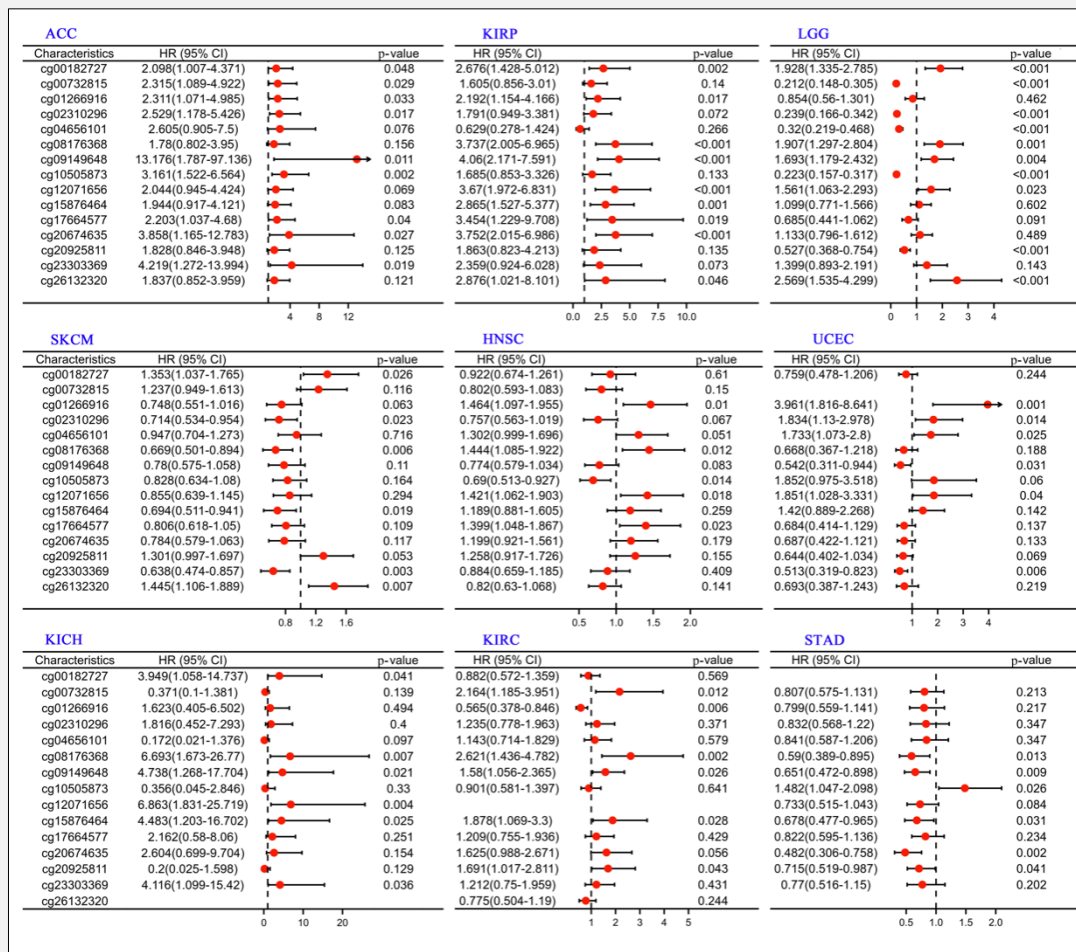 ACC
Characteristics HR (95% CI) p-value
cg00182727 2.098(1.007-4.371) 0.048
cg00732815 2.315(1.089-4.922) 0.029
cg01266916 2.311(1.071-4.985) 0.033
cg02310296 2.529(1.178-5.426) 0.017
cg04656101 2.605(0.905-7.5) 0.076
cg08176368 1.78(0.802-3.95) 0.156
cg09149648 13.176(1.787-97.136) 0.011
cg10505873 3.161(1.522-6.564) 0.002
cg12071656 2.044(0.945-4.424) 0.069
cg15876464 1.944(0.917-4.121) 0.083
cg17664577 2.203(1.037-4.68) 0.04
cg20674635 3.858(1.165-12.783) 0.027
cg20925811 1.828(0.846-3.948) 0.125
cg23303369 4.219(1.272-13.994) 0.019
cg26132320 1.837(0.852-3.959) 0.121
4 12
KIRP
HR (95% CI) p-value
2.676(1.428-5.012) 0.002
1.605(0.856-3.01) 0.14
2.192(1.154-4.166) 0.017
1.791(0.949-3.381) 0.072
0.629(0.278-1.424) 0.266
3.737(2.005-6.965) <0.001
4.06(2.171-7.591) <0.001
1.685(0.853-3.326) 0.133
3.67(1.972-6.831) <0.001
2.865(1.527-5.377) 0.001
3.454(1.229-9.708) 0.019
3.752(2.015-6.986) <0.001
1.863(0.823-4.213) 0.135
2.359(0.924-6.028) 0.073
2.876(1.021-8.101) 0.046
0.0 2.5 5.0 7.5 10.0
LGG
HR (95% CI) p-value
1.928(1.335-2.785) <0.001
0.212(0.148-0.305) <0.001
0.854(0.56-1.301) 0.462
0.239(0.166-0.342) <0.001
0.32(0.219-0.468) <0.001
1.907(1.297-2.804) 0.001
1.693(1.179-2.432) 0.004
0.223(0.157-0.317) <0.001
1.561(1.063-2.293) 0.023
1.099(0.771-1.566) 0.602
0.685(0.441-1.062) 0.091
1.133(0.796-1.612) 0.489
0.527(0.368-0.754) <0.001
1.399(0.893-2.191) 0.143
2.569(1.535-4.299) <0.001
0 1 2 3 4
SKCM
Characteristics HR (95% CI) p-value
cg00182727 1.353(1.037-1.765) 0.026
cg00732815 1.237(0.949-1.613) 0.116
cg01266916 0.748(0.551-1.016) 0.063
cg02310296 0.714(0.534-0.954) 0.023
cg04656101 0.947(0.704-1.273) 0.716
cg08176368 0.669(0.501-0.894) 0.006
cg09149648 0.78(0.575-1.058) 0.11
cg10505873 0.828(0.634-1.08) 0.164
cg12071656 0.855(0.639-1.145) 0.294
cg15876464 0.694(0.511-0.941) 0.019
cg17664577 0.806(0.618-1.05) 0.109
cg20674635 0.784(0.579-1.063) 0.117
cg20925811 1.301(0.997-1.697) 0.053
cg23303369 0.638(0.474-0.857) 0.003
cg26132320 1.445(1.106-1.889) 0.007
0.8 1.2 1.6
HNSC
HR (95% CI) p-value
0.922(0.674-1.261) 0.61
0.802(0.593-1.083) 0.15
1.464(1.097-1.955) 0.01
0.757(0.563-1.019) 0.067
1.302(0.999-1.696) 0.051
1.444(1.085-1.922) 0.012
0.774(0.579-1.034) 0.083
0.69(0.513-0.927) 0.014
1.421(1.062-1.903) 0.018
1.189(0.881-1.605) 0.259
1.399(1.048-1.867) 0.023
1.199(0.921-1.561) 0.179
1.258(0.917-1.726) 0.155
0.884(0.659-1.185) 0.409
0.82(0.63-1.068) 0.141
0.5 1.0 1.5 2.0
UCEC
HR (95% CI) p-value
0.759(0.478-1.206) 0.244
3.961(1.816-8.641) 0.001
1.834(1.13-2.978) 0.014
1.733(1.073-2.8) 0.025
0.668(0.367-1.218) 0.188
0.542(0.311-0.944) 0.031
1.852(0.975-3.518) 0.06
1.851(1.028-3.331) 0.04
1.42(0.889-2.268) 0.142
0.684(0.414-1.129) 0.137
0.687(0.422-1.121) 0.133
0.644(0.402-1.034) 0.069
0.513(0.319-0.823) 0.006
0.693(0.387-1.243) 0.219
1 2 3 4
KICH
Characteristics HR (95% CI) p-value
cg00182727 3.949(1.058-14.737) 0.041
cg00732815 0.371(0.1-1.381) 0.139
cg01266916 1.623(0.405-6.502) 0.494
cg02310296 1.816(0.452-7.293) 0.4
cg04656101 0.172(0.021-1.376) 0.097
cg08176368 6.693(1.673-26.77) 0.007
cg09149648 4.738(1.268-17.704) 0.021
cg10505873 0.356(0.045-2.846) 0.33
cg12071656 6.863(1.831-25.719) 0.004
cg15876464 4.483(1.203-16.702) 0.025
cg17664577 2.162(0.58-8.06) 0.251
cg20674635 2.604(0.699-9.704) 0.154
cg20925811 0.2(0.025-1.598) 0.129
cg23303369 4.116(1.099-15.42) 0.036
cg26132320
0 10 20
KIRC
HR (95% CI) p-value
0.882(0.572-1.359) 0.569
2.164(1.185-3.951) 0.012
0.565(0.378-0.846) 0.006
1.235(0.778-1.963) 0.371
1.143(0.714-1.829) 0.579
2.621(1.436-4.782) 0.002
1.58(1.056-2.365) 0.026
0.901(0.581-1.397) 0.641
1.878(1.069-3.3) 0.028
1.209(0.755-1.936) 0.429
1.625(0.988-2.671) 0.056
1.691(1.017-2.811) 0.043
1.212(0.75-1.959) 0.431
0.775(0.504-1.19) 0.244
1 2 3 4 5
STAD
HR (95% CI) p-value
0.807(0.575-1.131) 0.213
0.799(0.559-1.141) 0.217
0.832(0.568-1.22) 0.347
0.841(0.587-1.206) 0.347
0.59(0.389-0.895) 0.013
0.651(0.472-0.898) 0.009
1.482(1.047-2.098) 0.026
0.733(0.515-1.043) 0.084
0.678(0.477-0.965) 0.031
0.822(0.595-1.136) 0.234
0.482(0.306-0.758) 0.002
0.715(0.519-0.987) 0.041
0.77(0.516-1.15) 0.202
0.5 1.0 1.5 2.0